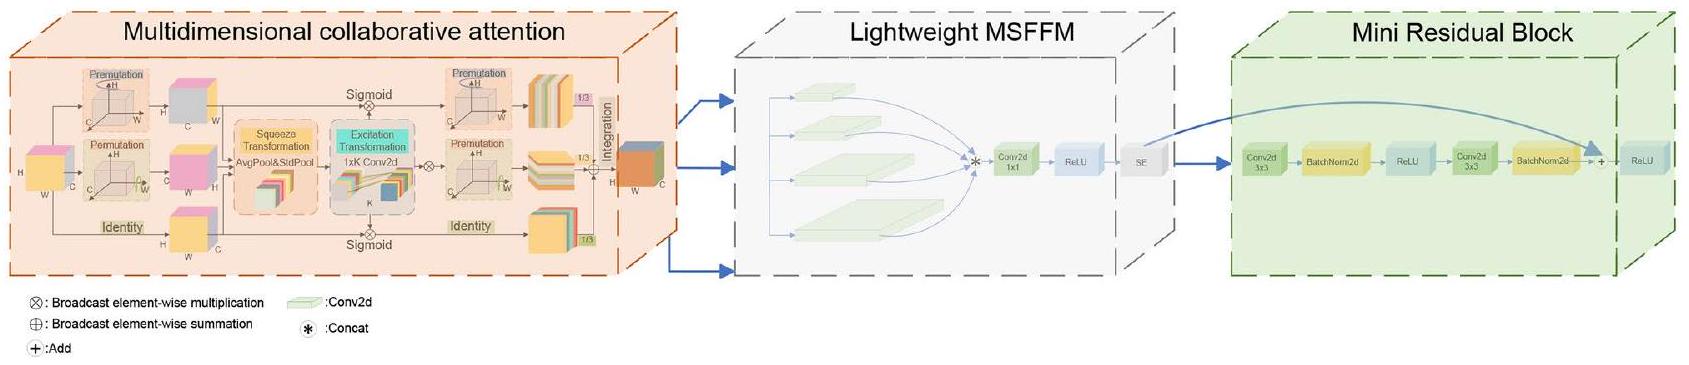 Multidimensional collaborative attention
Lightweight MSFFM
Mini Residual Block
Premutation
H
C
W
H
C
W
Sigmoid
Premutation
H
C
W
1/3
Integration
H
W
C
Permutation
H
C
W
H
C
W
Squeeze
Transformation
AvgPool&StdPool
Excitation
Transformation
1xK Conv2d
K
Premutation
H
C
W
1/3
H
W
C
Identity
H
W
C
Sigmoid
Identity
1/3
*
Conv2d
1x1
ReLU
SE
Conv2d
3x3
BatchNorm2d
ReLU
Conv2d
3x3
BatchNorm2d
+
ReLU
: Broadcast element-wise multiplication
:Conv2d
: Broadcast element-wise summation
* :Concat
+ :Add